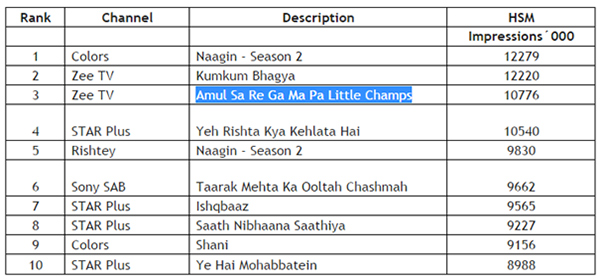 Rank Channel Description HSM
Impressions´000
1 Colors Naagin - Season 2 12279
2 Zee TV Kumkum Bhagya 12220
3 Zee TV Amul Sa Re Ga Ma Pa Little Champs 10776
4 STAR Plus Yeh Rishta Kya Kehlata Hai 10540
5 Rishtey Naagin - Season 2 9830
6 Sony SAB Taarak Mehta Ka Ooltah Chashmah 9662
7 STAR Plus Ishqbaaz 9565
8 STAR Plus Saath Nibhaana Saathiya 9227
9 Colors Shani 9156
10 STAR Plus Ye Hai Mohabbatein 8988